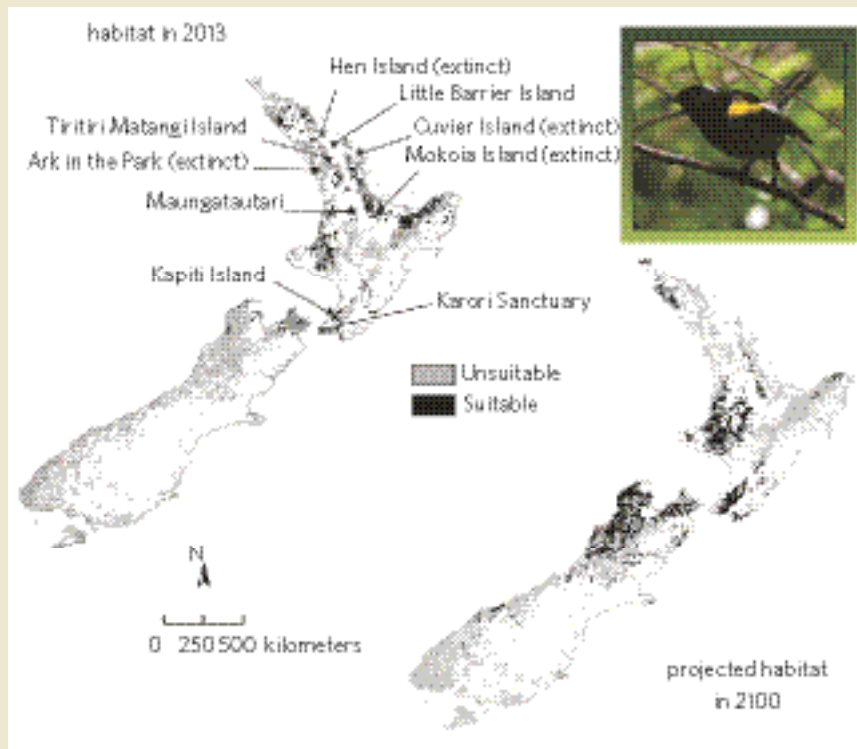 habitat in 2013
Hen Island (extinct)
Little Barrier Island
Tiritiri Matangi Island
Cuvier Island (extinct)
Ark in the Park (extinct)
Mokoia Island (extinct)
Maungatautari
Kapiti Island
Karori Sanctuary
Unsuitable
Suitable
N
0 250 500 kilometers
projected habitat
in 2100